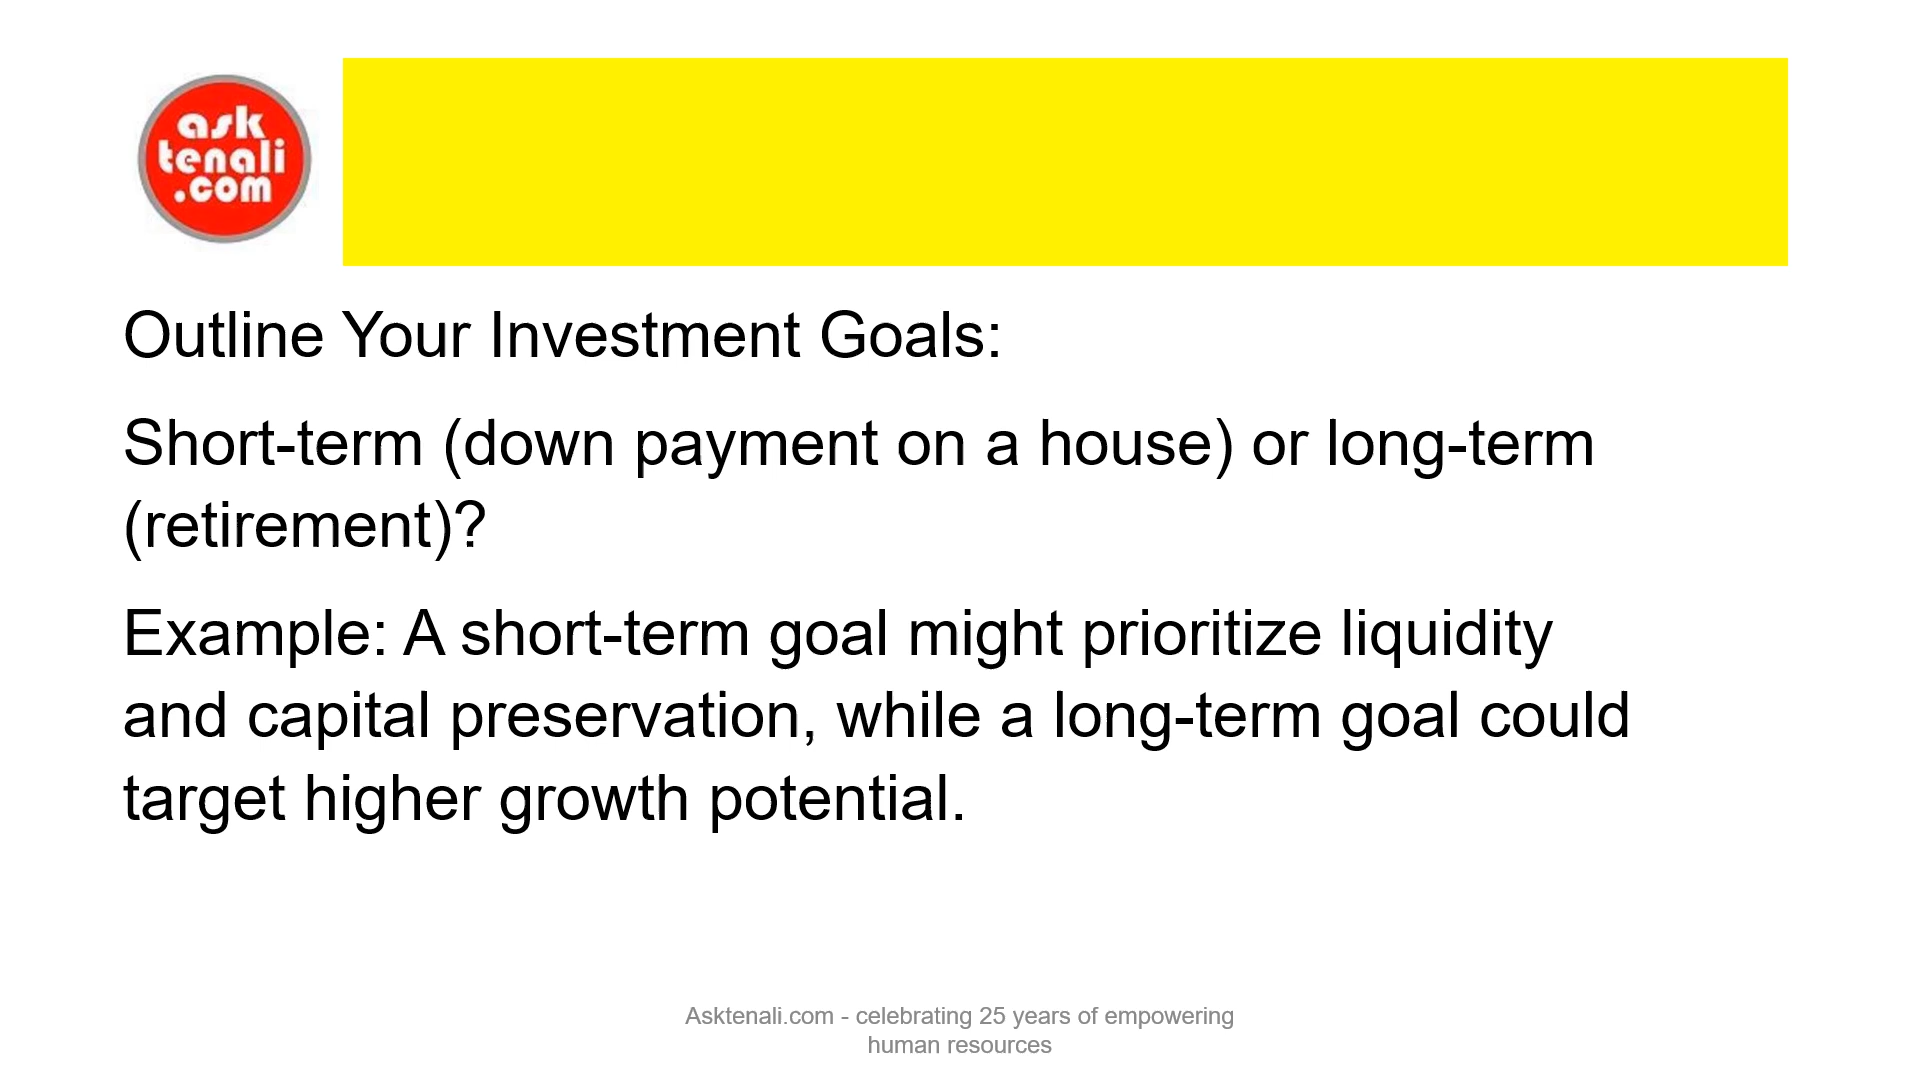 ask
tenali
.com
Outline Your Investment Goals:
Short-term (down payment on a house) or long-term
(retirement)?
Example: A short-term goal might prioritize liquidity
and capital preservation, while a long-term goal could
target higher growth potential.
Asktenali.com - celebrating 25 years of empowering
human resources